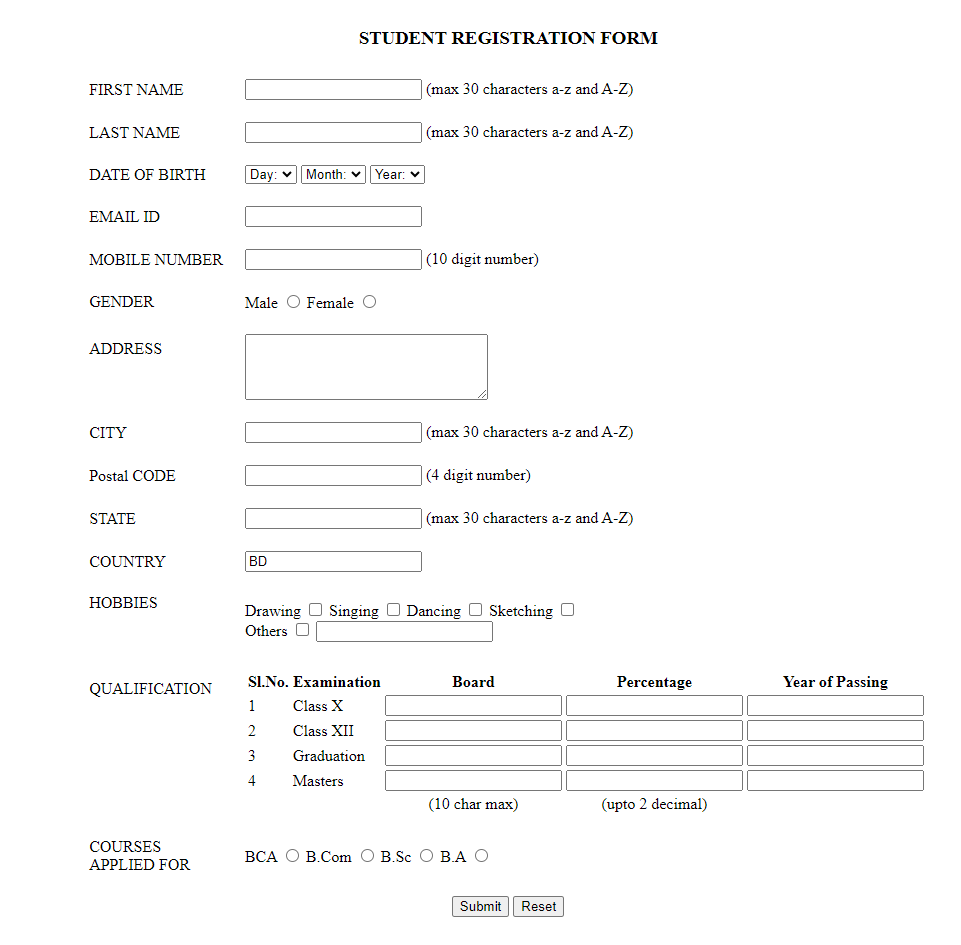 STUDENT REGISTRATION FORM
FIRST NAME (max 30 characters a-z and A-Z)
LAST NAME (max 30 characters a-z and A-Z)
DATE OF BIRTH Day: Month: Year:
EMAIL ID
MOBILE NUMBER (10 digit number)
GENDER Male Female
ADDRESS
CITY (max 30 characters a-z and A-Z)
Postal CODE (4 digit number)
STATE (max 30 characters a-z and A-Z)
COUNTRY BD
HOBBIES
Drawing Singing Dancing Sketching
Others
QUALIFICATION
Sl.No. Examination Board Percentage Year of Passing
1 Class X
2 Class XII
3 Graduation
4 Masters
(10 char max) (upto 2 decimal)
COURSES
APPLIED FOR
BCA B.Com B.Sc B.A
Submit Reset